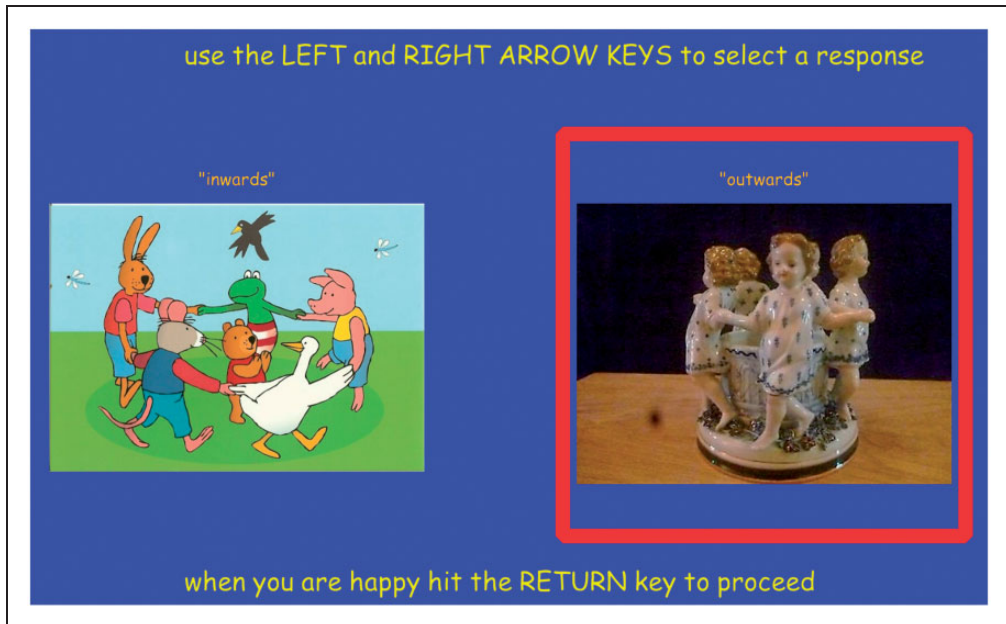 use the LEFT and RIGHT ARROW KEYS to select a response
"inwards"
"outwards"
when you are happy hit the RETURN key to proceed